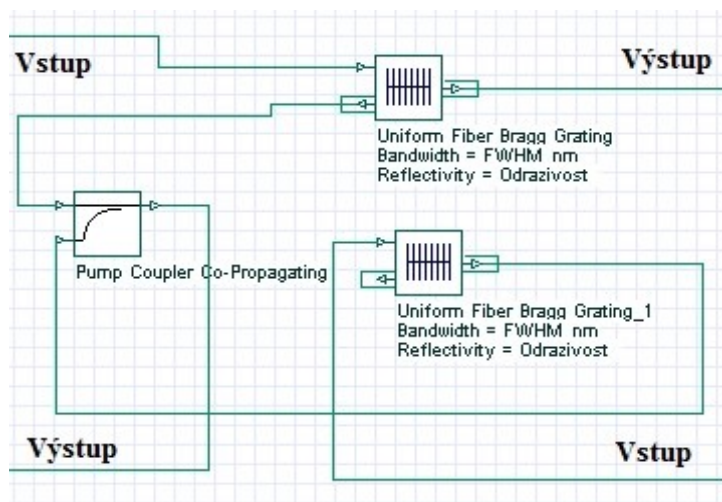 Vstup
Výstup
Uniform Fiber Bragg Grating
Bandwidth = FWHM nm
Reflectivity = Odrazivost
Pump Coupler Co-Propagating
Uniform Fiber Bragg Grating_1
Bandwidth = FWHM nm
Reflectivity = Odrazivost
Výstup
Vstup